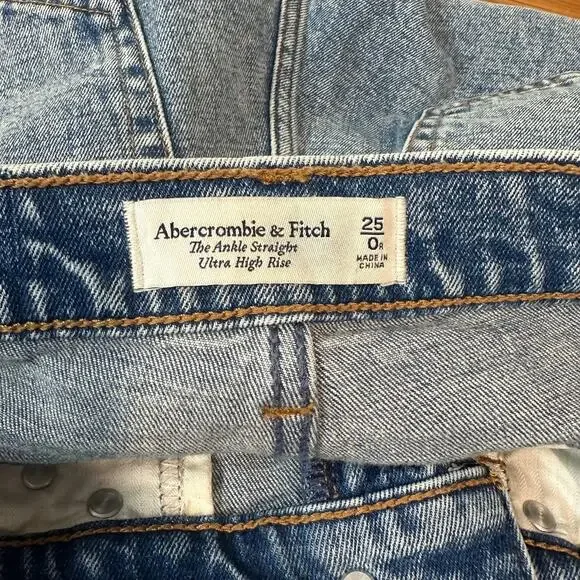 Abercrombie & Fitch
The Ankle Straight
Ultra High Rise
25
0R
MADE IN
CHINA